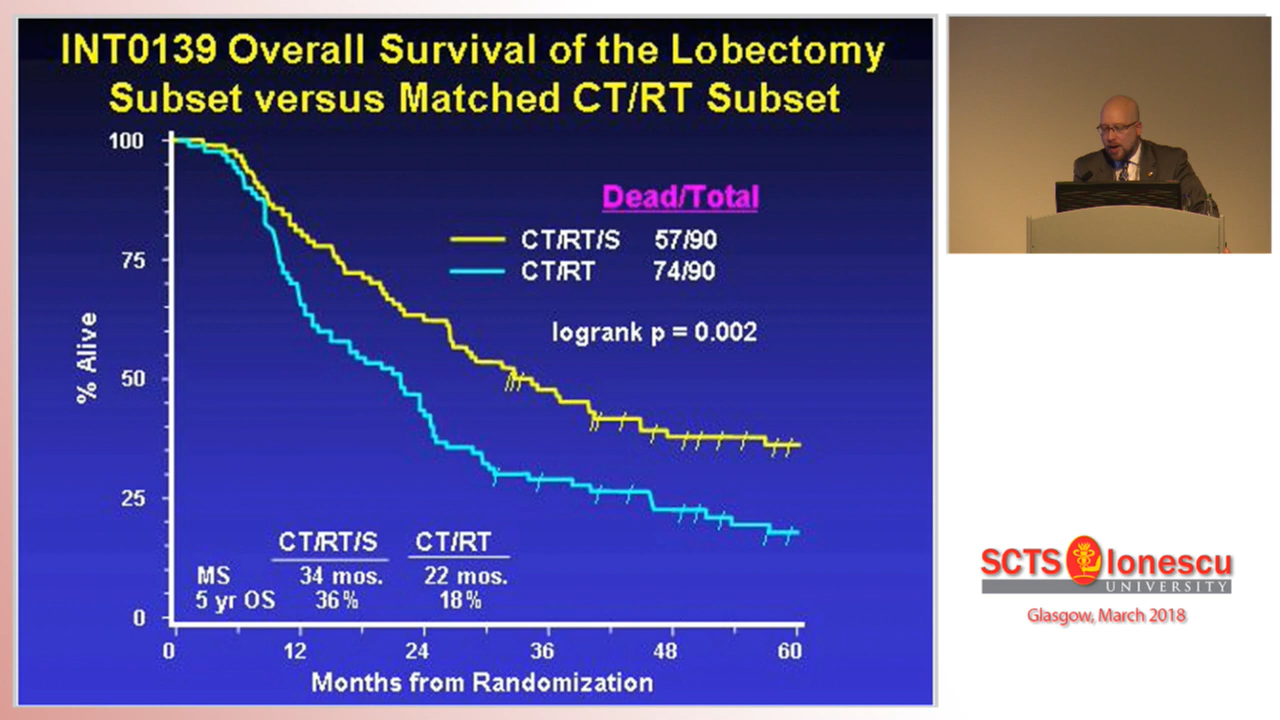 INT0139 Overall Survival of the Lobectomy
Subset versus Matched CT/RT Subset
100
75
50
25
0
% Alive
Dead/Total
CT/RT/S 57/90
CT/RT 74/90
logrank p = 0.002
CT/RT/S CT/RT
MS 34 mos. 22 mos.
5 yr OS 36% 18%
0 12 24 36 48 60
Months from Randomization
SCTS Ionescu
UNIVERSITY
Glasgow, March 2018